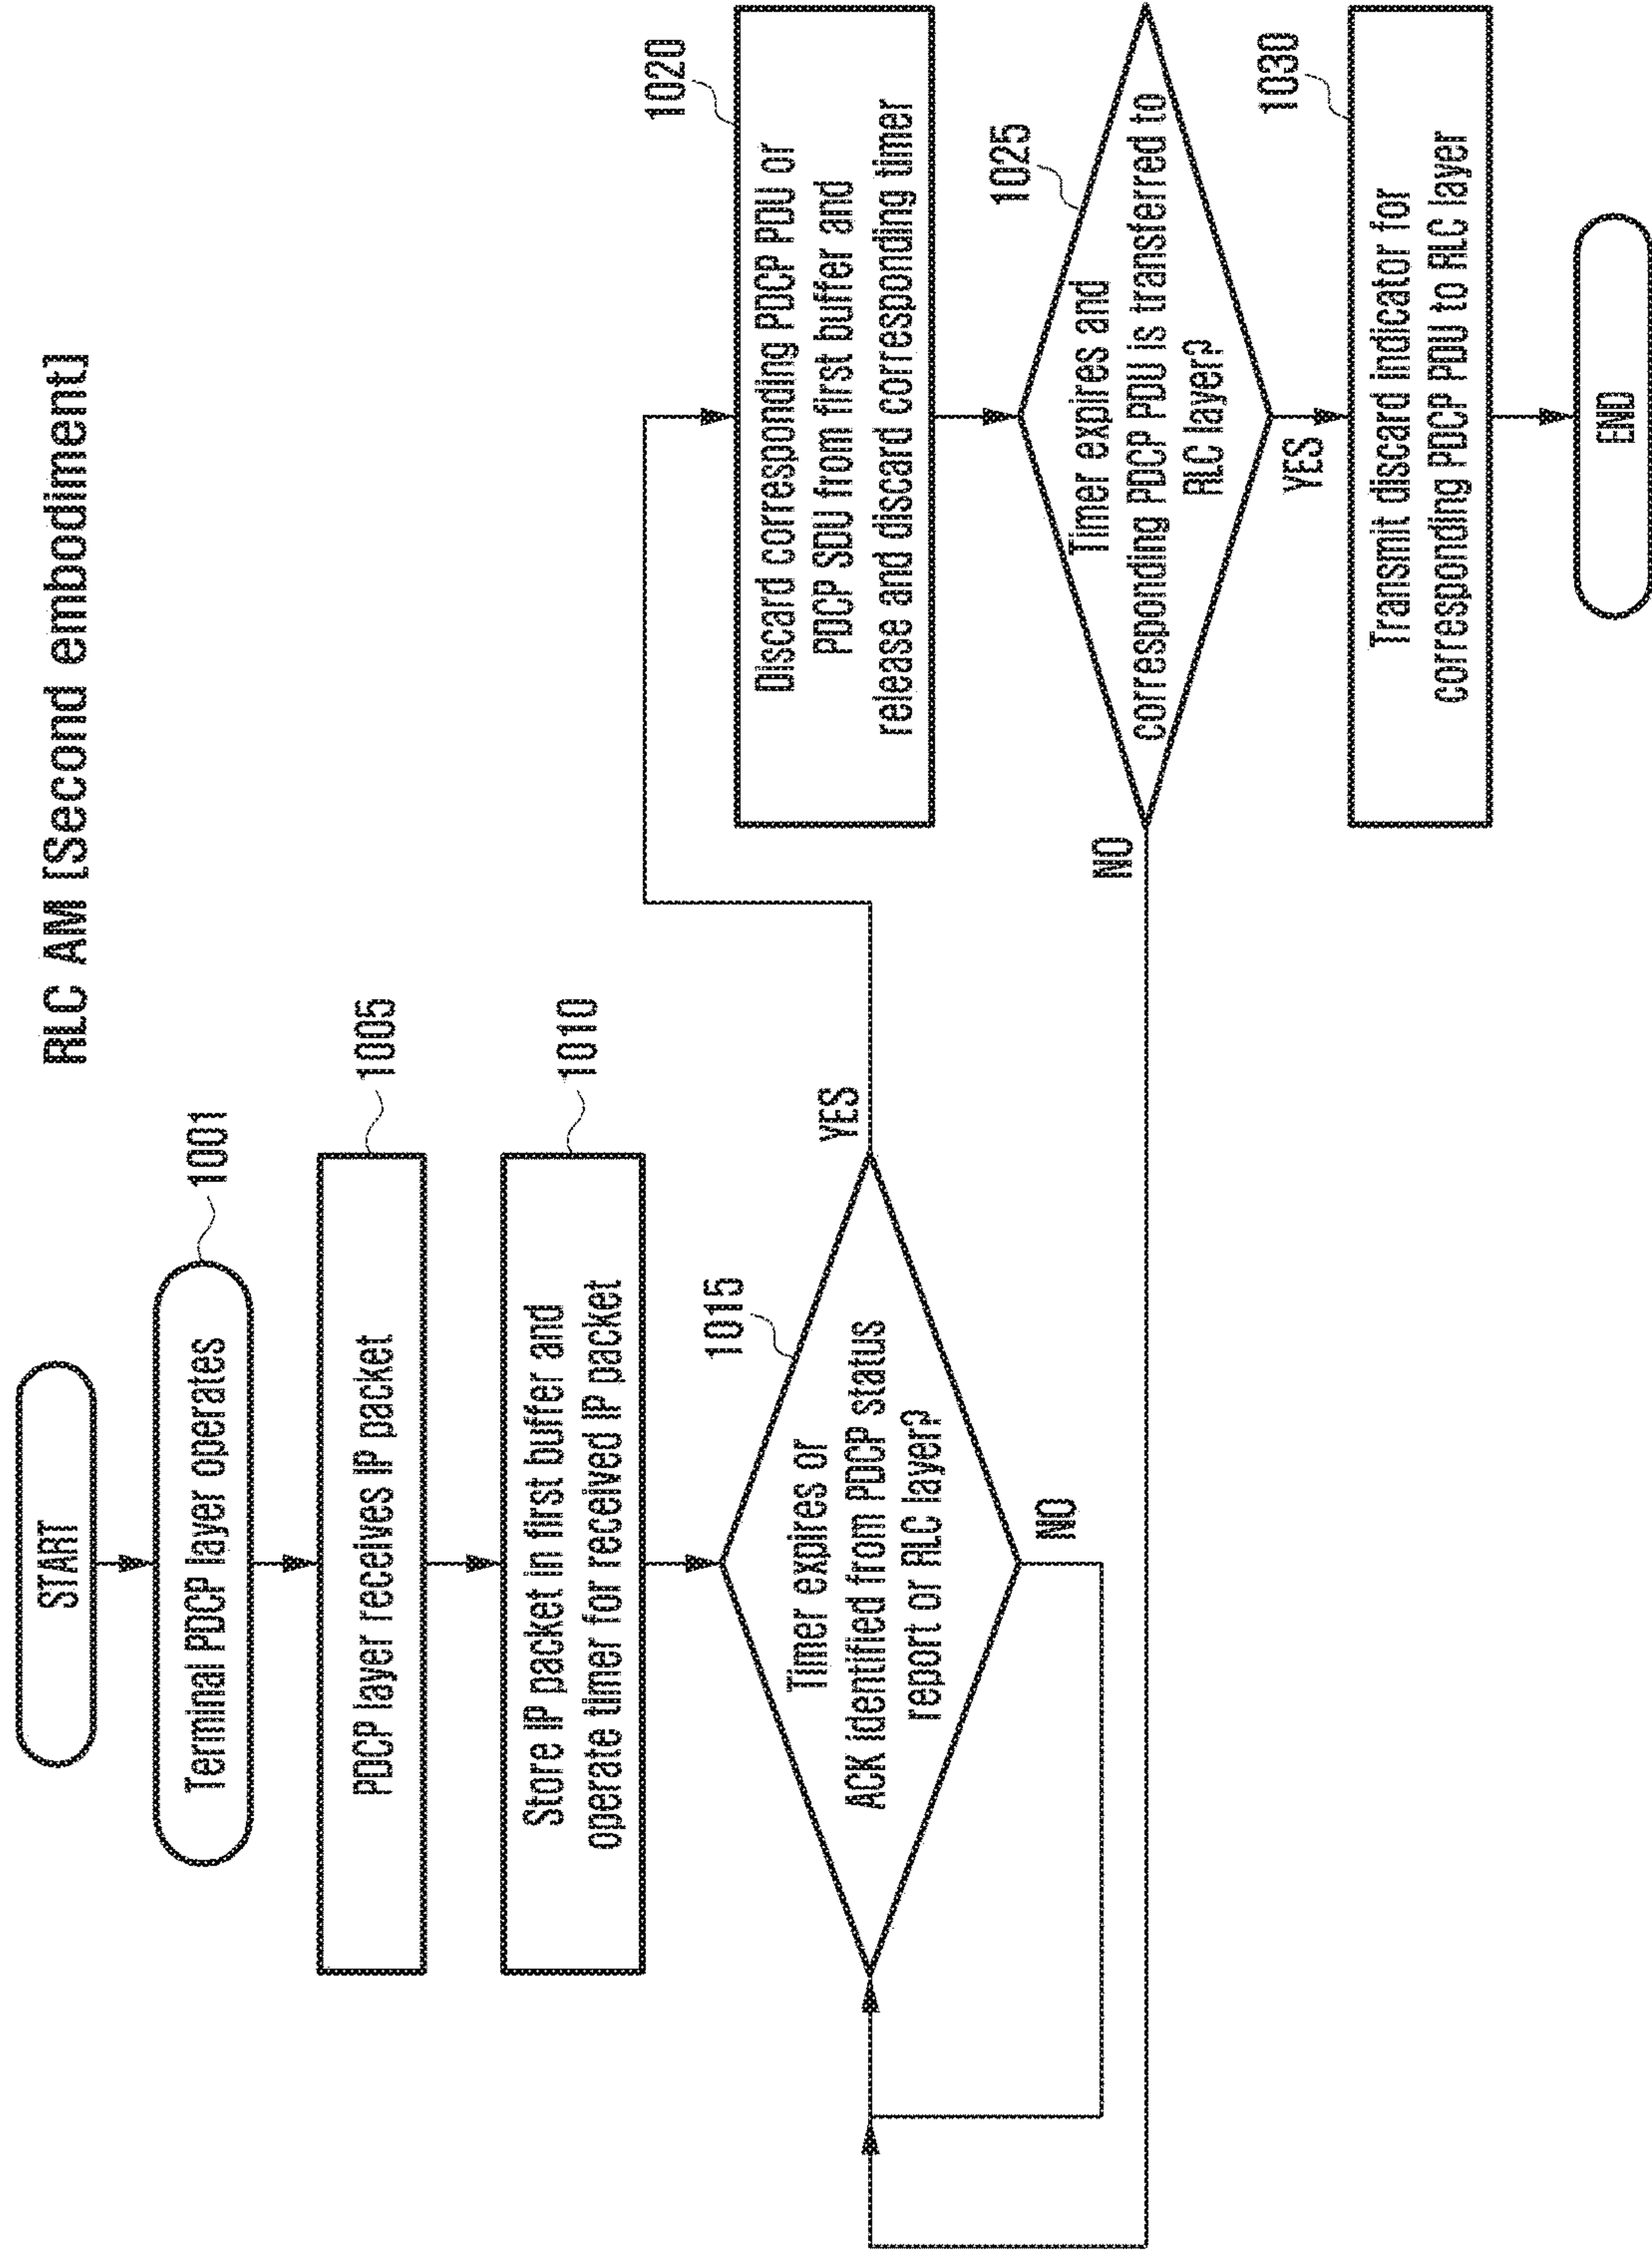 RLC AM [Second embodiment]
START
Terminal PDCP layer operates
1001
PDCP layer receives IP packet
1005
Store IP packet in first buffer and
operate timer for received IP packet
1010
Timer expires or
ACK identified from PDCP status
report or RLC layer?
1015
YES
NO
Discard corresponding PDCP PDU or
PDCP SDU from first buffer and
release and discard corresponding timer
1020
Timer expires and
corresponding PDCP PDU is transferred to
RLC layer?
1025
NO
YES
Transmit discard indicator for
corresponding PDCP PDU to RLC layer
1030
END